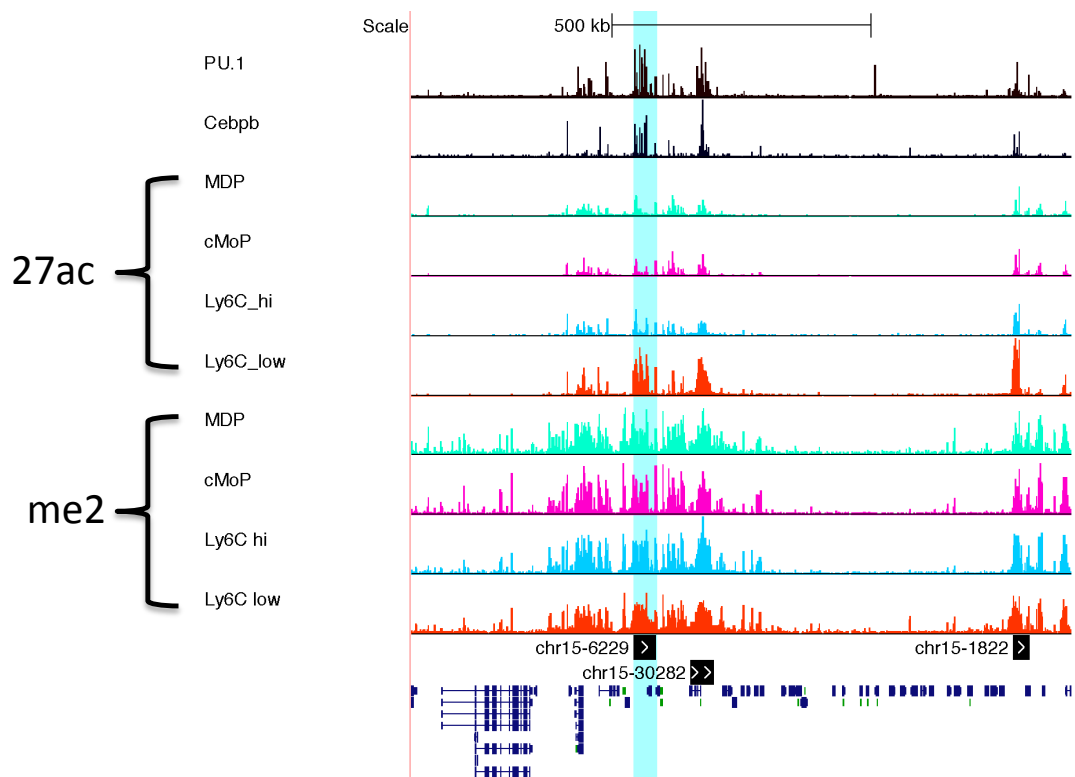 Scale 500 kb
PU.1
Cebpb
27ac
MDP
cMoP
Ly6C_hi
Ly6C_low
me2
MDP
cMoP
Ly6C hi
Ly6C low
chr15-6229
chr15-1822
chr15-30282